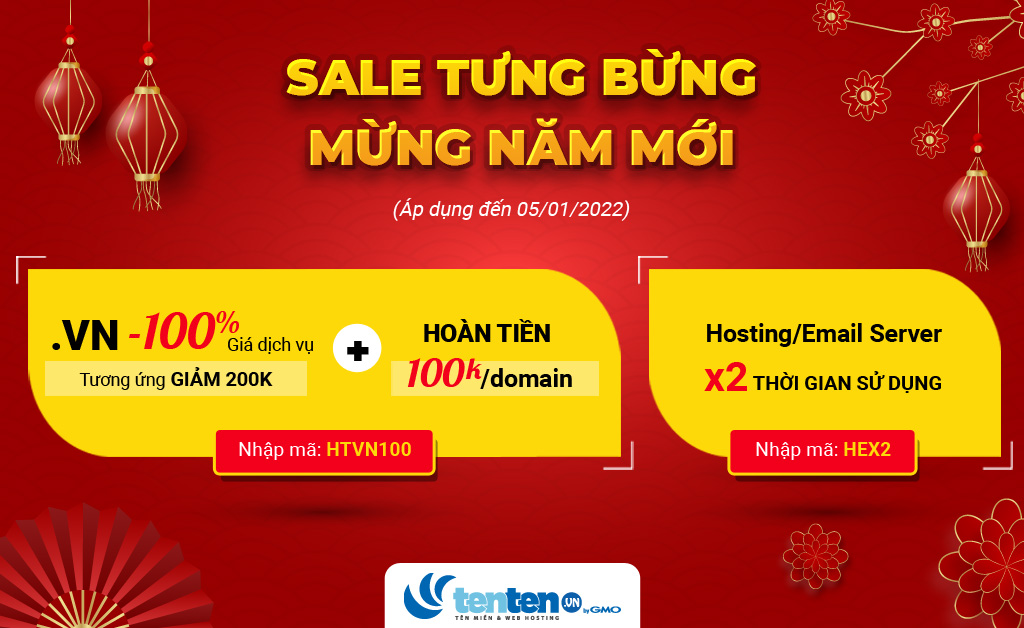 SALE TƯNG BỪNG
MỪNG NĂM MỚI
(Áp dụng đến 05/01/2022)
.VN -100% Giá dịch vụ
Tương ứng GIẢM 200K
+
HOÀN TIỀN
100k/domain
Nhập mã: HTVN100
Hosting/Email Server
x2 THỜI GIAN SỬ DỤNG
Nhập mã: HEX2
tenten.VN by GMO
TÊN MIỀN & WEB HOSTING